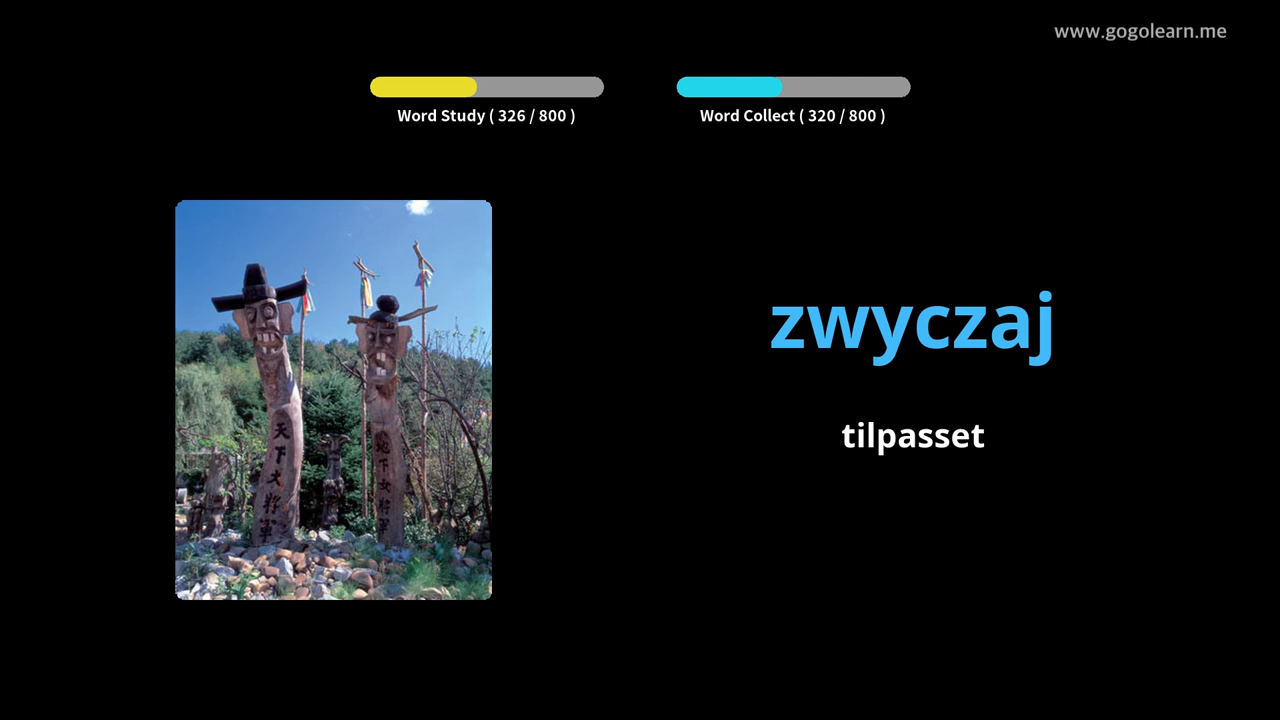 www.gogolearn.me
Word Study ( 326 / 800 )
Word Collect ( 320 / 800 )
zwyczaj
tilpasset
天下大將軍
地下女將軍